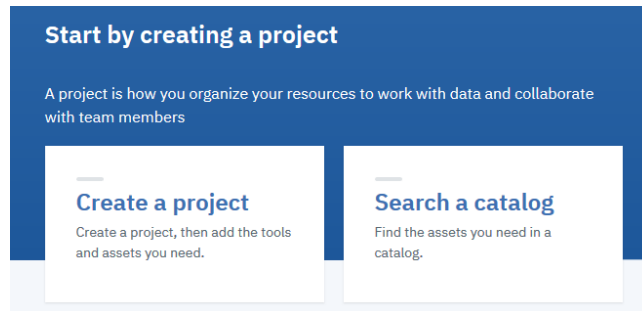 Start by creating a project
A project is how you organize your resources to work with data and collaborate
with team members
Create a project
Create a project, then add the tools
and assets you need.
Search a catalog
Find the assets you need in a
catalog.